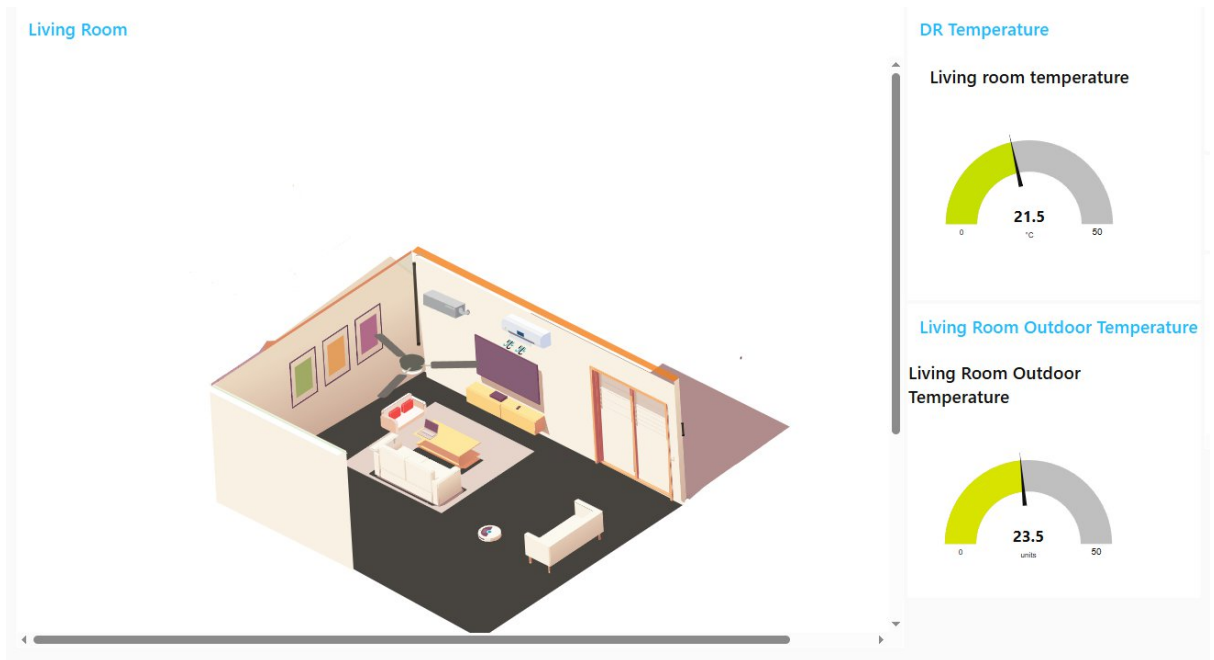 Living Room
DR Temperature
Living room temperature
21.5
0
°C
50
Living Room Outdoor Temperature
Living Room Outdoor
Temperature
23.5
0
units
50